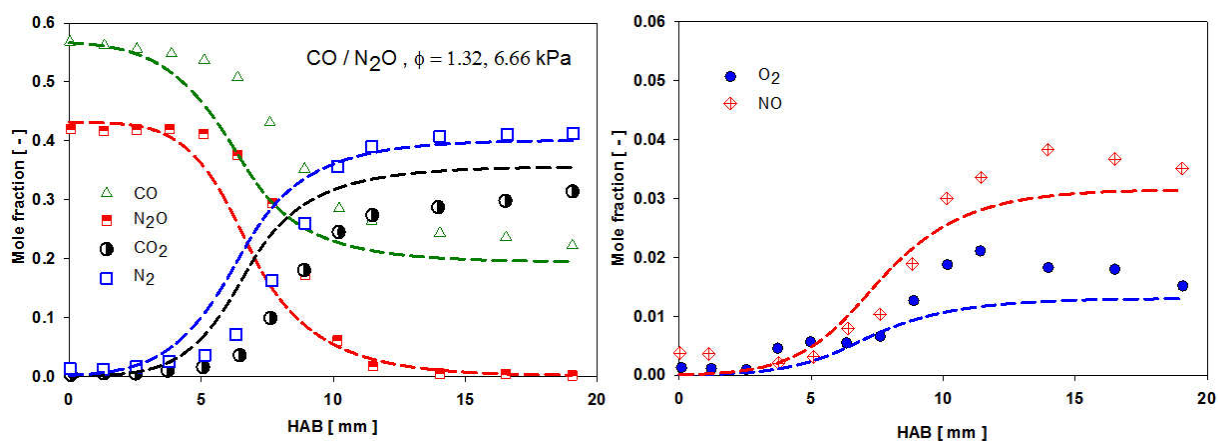 CO / N₂O , ϕ = 1.32, 6.66 kPa
Mole fraction [ - ]
0.6
0.5
0.4
0.3
0.2
0.1
0.0
CO
N₂O
CO₂
N₂
0 5 10 15 20
HAB [ mm ]
Mole fraction [ - ]
0.06
0.05
0.04
0.03
0.02
0.01
0.00
O₂
NO
0 5 10 15 20
HAB [ mm ]